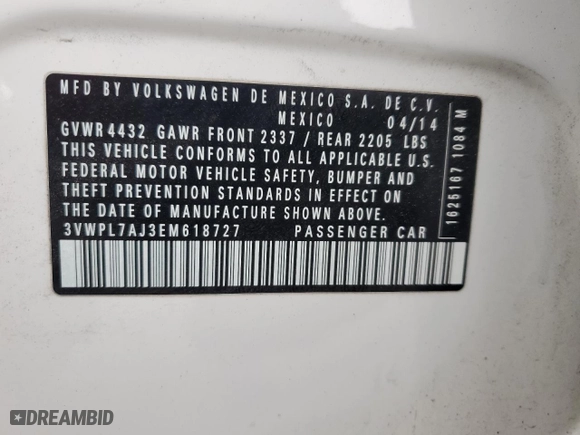 MFD BY VOLKSWAGEN DE MEXICO S.A. DE C.V.
MEXICO 04/14
GVWR 4432 GAWR FRONT 2337 / REAR 2205 LBS
THIS VEHICLE CONFORMS TO ALL APPLICABLE U.S.
FEDERAL MOTOR VEHICLE SAFETY, BUMPER AND
THEFT PREVENTION STANDARDS IN EFFECT ON
THE DATE OF MANUFACTURE SHOWN ABOVE.
3VWPL7AJ3EM618727 PASSENGER CAR
1625167 1084 M
DREAMBID